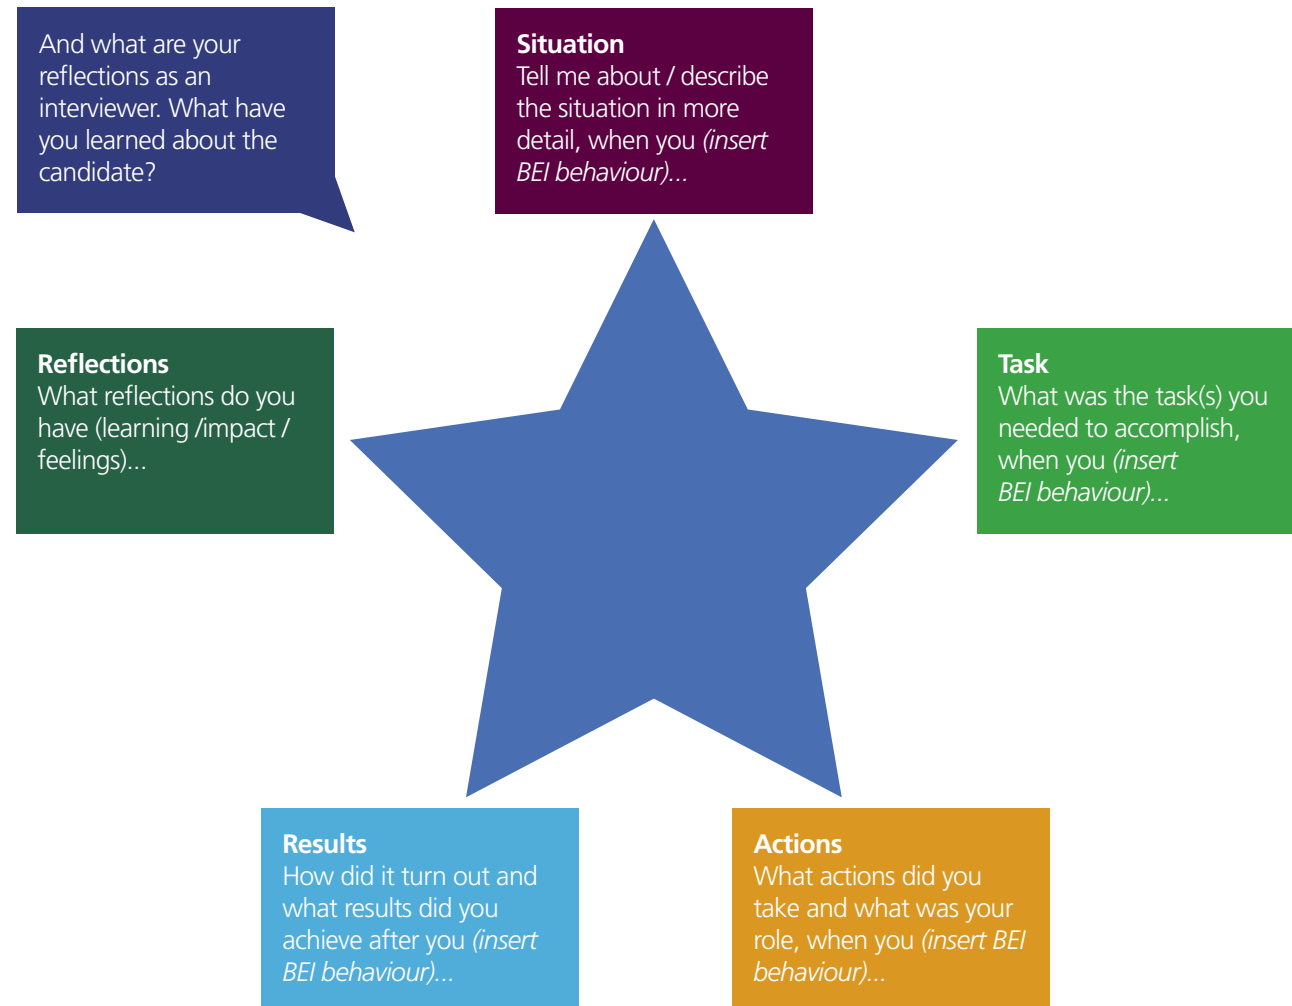 And what are your
reflections as an
interviewer. What have
you learned about the
candidate?
Situation
Tell me about / describe
the situation in more
detail, when you (insert
BEI behaviour)...
Reflections
What reflections do you
have (learning /impact /
feelings)...
Task
What was the task(s) you
needed to accomplish,
when you (insert
BEI behaviour)...
Results
How did it turn out and
what results did you
achieve after you (insert
BEI behaviour)...
Actions
What actions did you
take and what was your
role, when you (insert BEI
behaviour)...